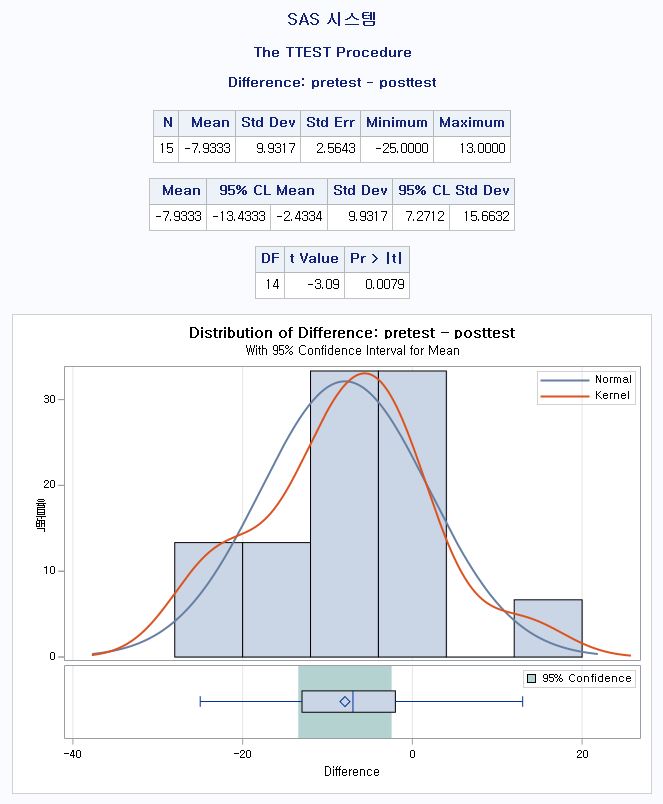 SAS 시스템
The TTEST Procedure
Difference: pretest - posttest
N Mean Std Dev Std Err Minimum Maximum
15 -7.9333 9.9317 2.5643 -25.0000 13.0000
Mean 95% CL Mean Std Dev 95% CL Std Dev
-7.9333 -13.4333 -2.4334 9.9317 7.2712 15.6632
DF t Value Pr > |t|
14 -3.09 0.0079
Distribution of Difference: pretest - posttest
With 95% Confidence Interval for Mean
Normal
Kernel
30
20
10
0
백분율
95% Confidence
-40 -20 0 20
Difference